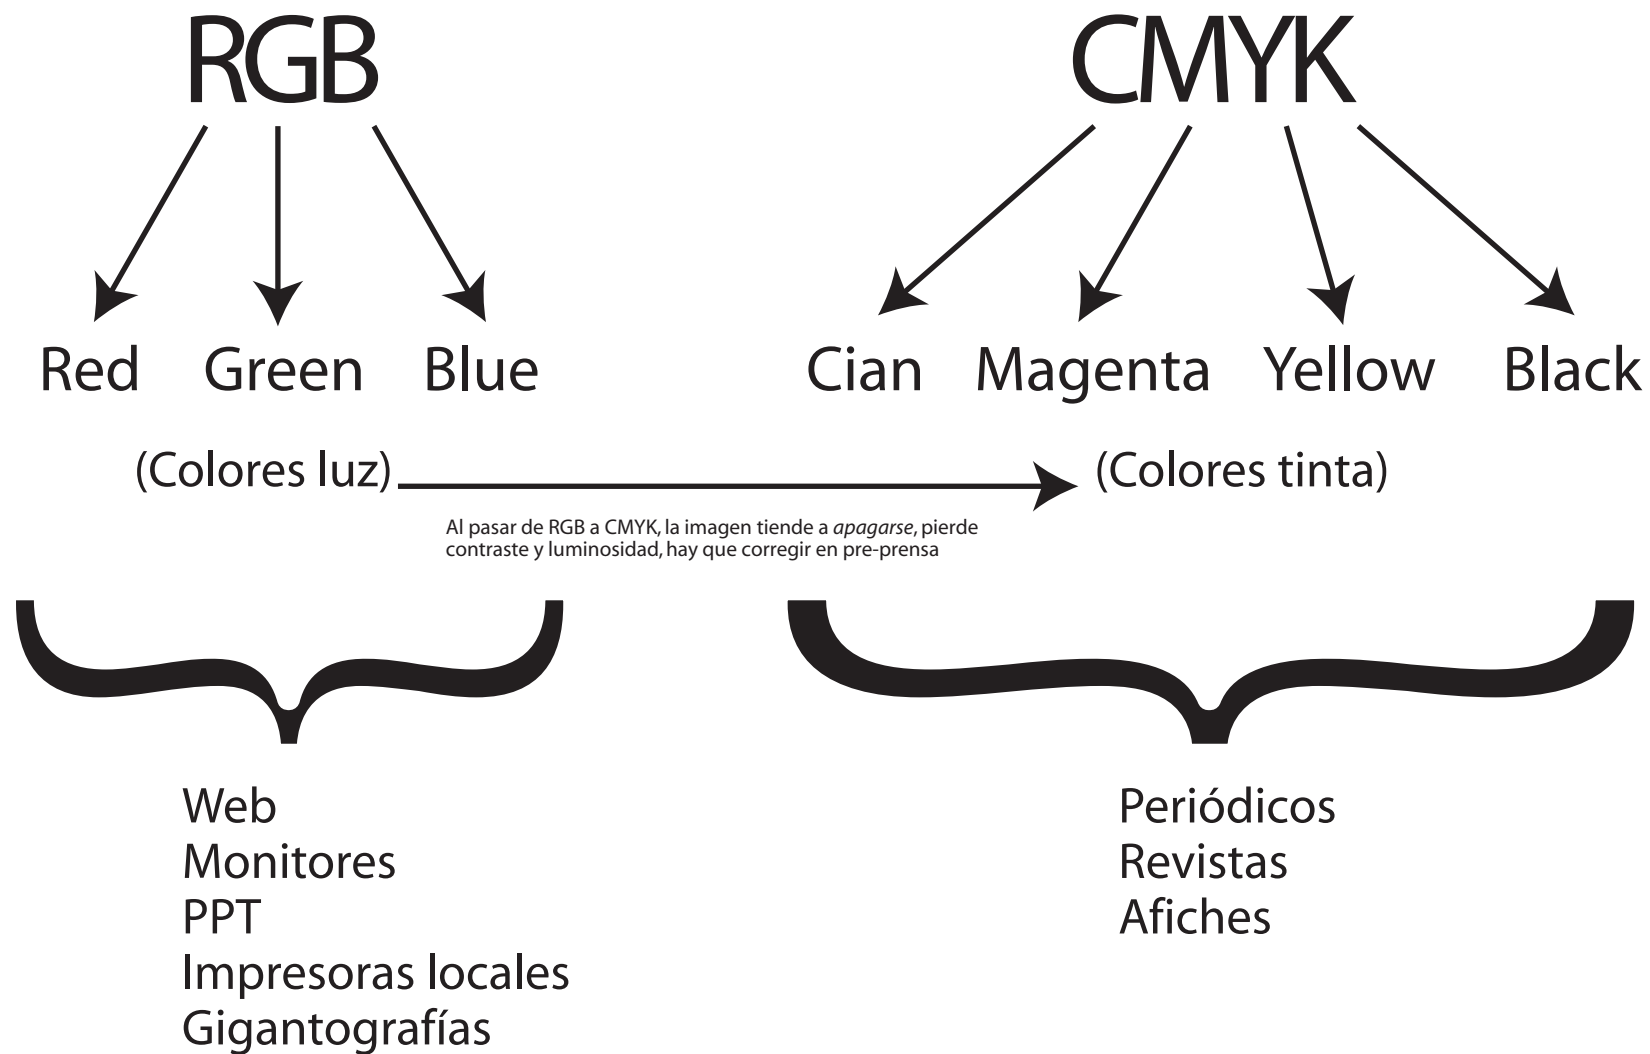 RGB
CMYK
Red Green Blue
Cian Magenta Yellow Black
(Colores luz)
(Colores tinta)
Al pasar de RGB a CMYK, la imagen tiende a apagarse, pierde
contraste y luminosidad, hay que corregir en pre-prensa
Web
Monitores
PPT
Impresoras locales
Gigantografías
Periódicos
Revistas
Afiches